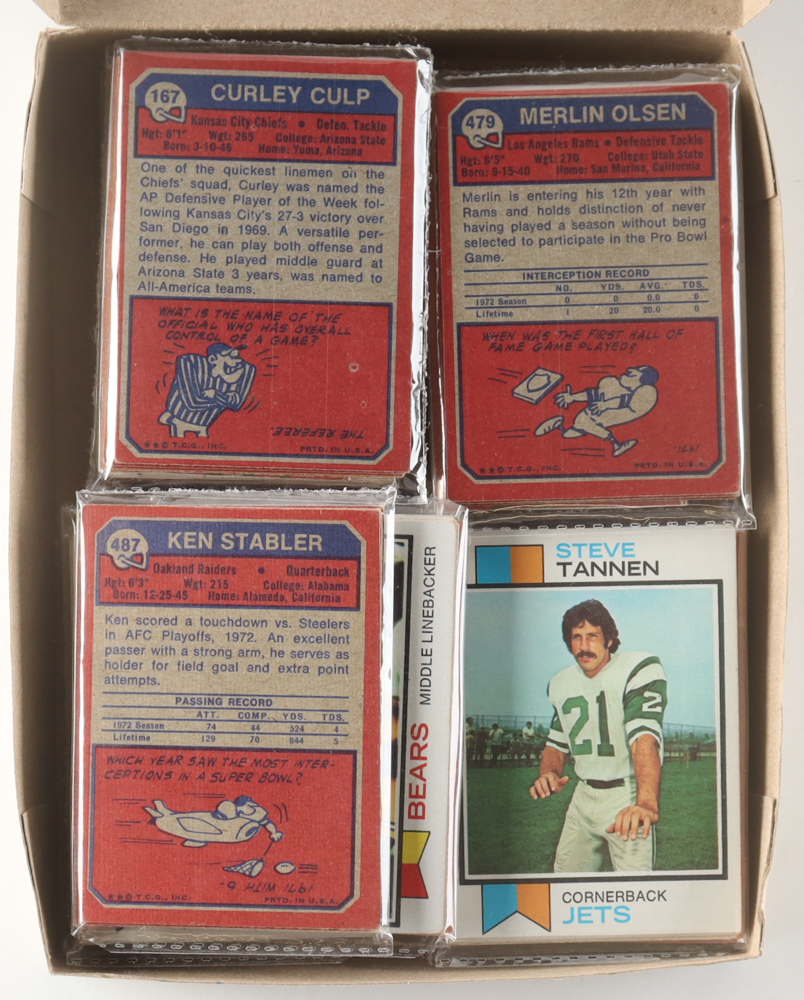 167
CURLEY CULP
Kansas City Chiefs • Defen. Tackle
Hgt: 6'1" Wgt: 265 College: Arizona State
Born: 3-10-46 Home: Yuma, Arizona
One of the quickest linemen on the
Chiefs' squad, Curley was named the
AP Defensive Player of the Week fol-
lowing Kansas City's 27-3 victory over
San Diego in 1969. A versatile per-
former, he can play both offense and
defense. He played middle guard at
Arizona State 3 years, was named to
All-America teams.
WHAT IS THE NAME OF THE
OFFICIAL WHO HAS OVERALL
CONTROL OF A GAME?
THE REFEREE.
★★© T.C.G., INC. PRTD. IN U.S.A.
479
MERLIN OLSEN
Los Angeles Rams • Defensive Tackle
Hgt: 6'5" Wgt: 270 College: Utah State
Born: 9-15-40 Home: San Marino, California
Merlin is entering his 12th year with
Rams and holds distinction of never
having played a season without being
selected to participate in the Pro Bowl
Game.
INTERCEPTION RECORD
NO. YDS. AVG. TDS.
1972 Season 0 0 0.0 0
Lifetime 1 20 20.0 0
WHEN WAS THE FIRST HALL OF
FAME GAME PLAYED?
1971.
★★© T.C.G., INC. PRTD. IN U.S.A.
487
KEN STABLER
Oakland Raiders • Quarterback
Hgt: 6'3" Wgt: 215 College: Alabama
Born: 12-25-45 Home: Alameda, California
Ken scored a touchdown vs. Steelers
in AFC Playoffs, 1972. An excellent
passer with a strong arm, he serves as
holder for field goal and extra point
attempts.
PASSING RECORD
ATT. COMP. YDS. TDS.
1972 Season 74 44 524 4
Lifetime 129 70 844 5
WHICH YEAR SAW THE MOST INTER-
CEPTIONS IN A SUPER BOWL?
1971 WITH 6.
★★© T.C.G., INC. PRTD. IN U.S.A.
MIDDLE LINEBACKER
BEARS
STEVE
TANNEN
21
2
CORNERBACK
JETS